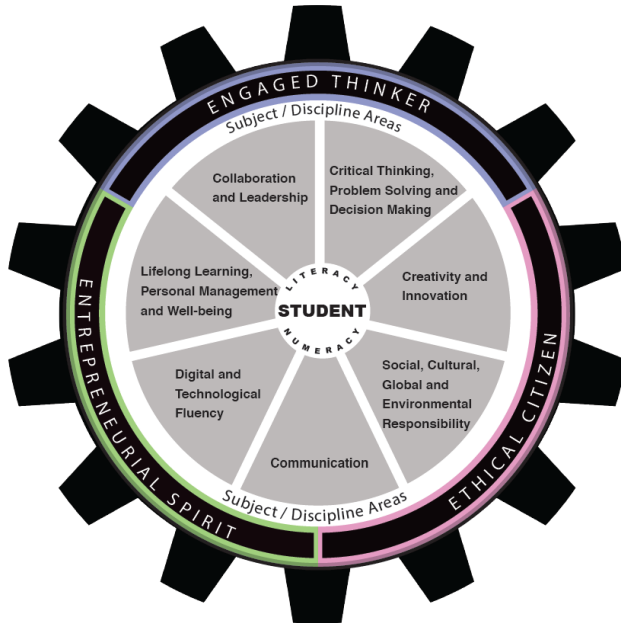 ENGAGED THINKER
Subject / Discipline Areas
Collaboration
and Leadership
Critical Thinking,
Problem Solving and
Decision Making
Lifelong Learning,
Personal Management
and Well-being
Creativity and
Innovation
LITERACY
STUDENT
NUMERACY
Digital and
Technological
Fluency
Social, Cultural,
Global and
Environmental
Responsibility
Communication
Subject / Discipline Areas
ENTREPRENEURIAL SPIRIT
ETHICAL CITIZEN